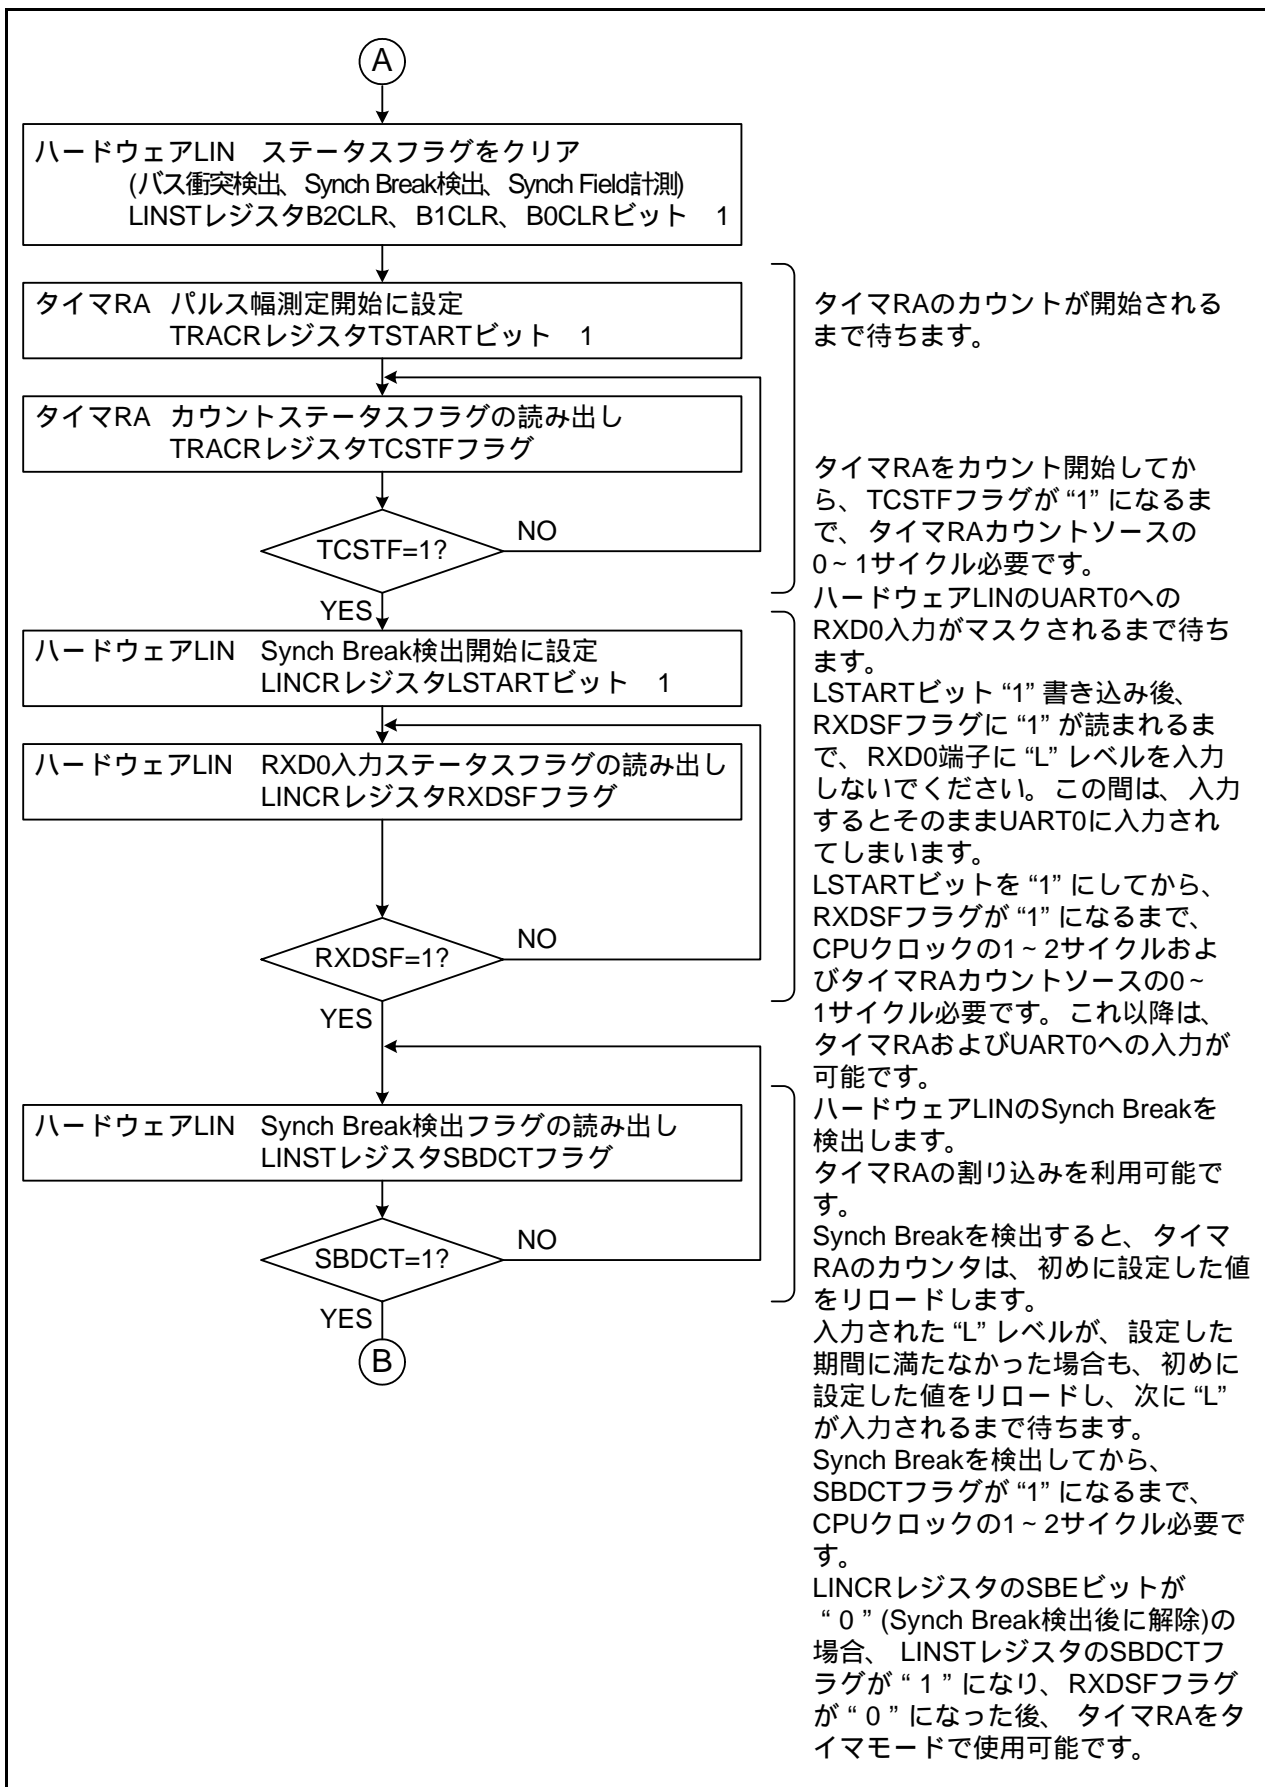 A
ハードウェアLIN　ステータスフラグをクリア
(バス衝突検出、Synch Break検出、Synch Field計測)
LINSTレジスタB2CLR、B1CLR、B0CLRビット　1
タイマRA　パルス幅測定開始に設定
TRACRレジスタTSTARTビット　1
タイマRAのカウントが開始される
まで待ちます。
タイマRA　カウントステータスフラグの読み出し
TRACRレジスタTCSTFフラグ
TCSTF=1?
NO
YES
タイマRAをカウント開始してか
ら、TCSTFフラグが “1” になるま
で、タイマRAカウントソースの
0~1サイクル必要です。
ハードウェアLIN　Synch Break検出開始に設定
LINCRレジスタLSTARTビット　1
ハードウェアLIN　RXD0入力ステータスフラグの読み出し
LINCRレジスタRXDSFフラグ
RXDSF=1?
NO
YES
ハードウェアLINのUART0への
RXD0入力がマスクされるまで待ち
ます。
LSTARTビット “1” 書き込み後、
RXDSFフラグに “1” が読まれるま
で、RXD0端子に “L” レベルを入力
しないでください。この間は、入力
するとそのままUART0に入力され
てしまいます。
LSTARTビットを “1” にしてから、
RXDSFフラグが “1” になるまで、
CPUクロックの1~2サイクルおよ
びタイマRAカウントソースの0~
1サイクル必要です。これ以降は、
タイマRAおよびUART0への入力が
可能です。
ハードウェアLIN　Synch Break検出フラグの読み出し
LINSTレジスタSBDCTフラグ
SBDCT=1?
NO
YES
B
ハードウェアLINのSynch Breakを
検出します。
タイマRAの割り込みを利用可能で
す。
Synch Breakを検出すると、タイマ
RAのカウンタは、初めに設定した値
をリロードします。
入力された “L” レベルが、設定した
期間に満たなかった場合も、初めに
設定した値をリロードし、次に “L”
が入力されるまで待ちます。
Synch Breakを検出してから、
SBDCTフラグが “1” になるまで、
CPUクロックの1~2サイクル必要で
す。
LINCRレジスタのSBEビットが
“ 0 ” (Synch Break検出後に解除)の
場合、LINSTレジスタのSBDCTフ
ラグが “ 1 ” になり、RXDSFフラグ
が “ 0 ” になった後、タイマRAをタ
イマモードで使用可能です。